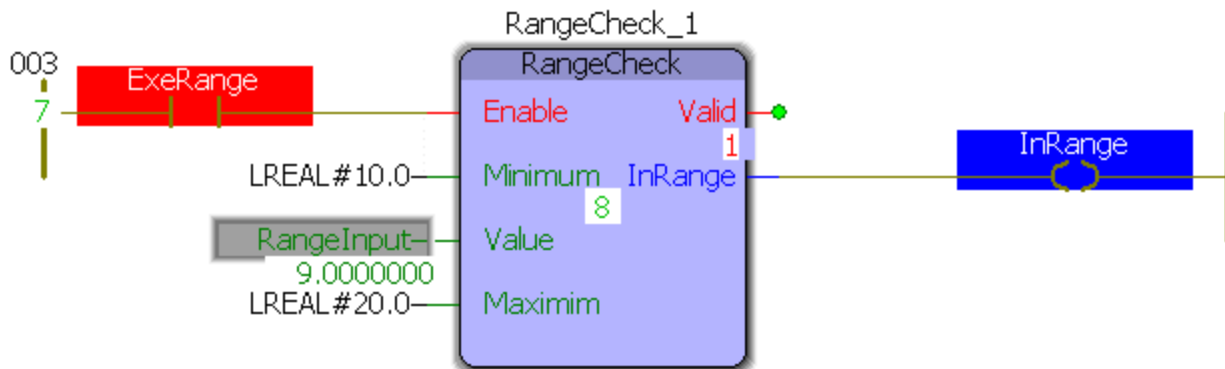 RangeCheck_1
003
RangeCheck
ExeRange
7
Enable
Valid
1
InRange
LREAL#10.0
Minimum
InRange
8
RangeInput
Value
9.0000000
LREAL#20.0
Maximim